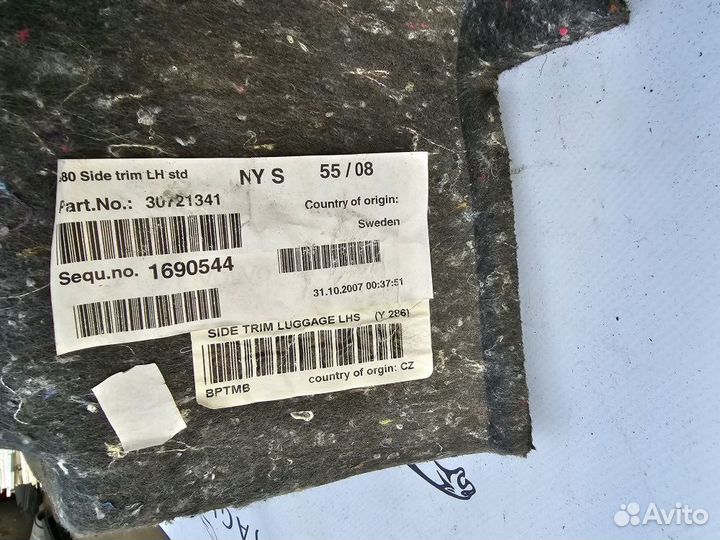 .80 Side trim LH std NY S 55 / 08
Part.No.: 30721341
Country of origin:
Sweden
Sequ.no. 1690544
31.10.2007 00:37:51
SIDE TRIM LUGGAGE LHS (Y 286)
BPTMB country of orgin: CZ
Avito